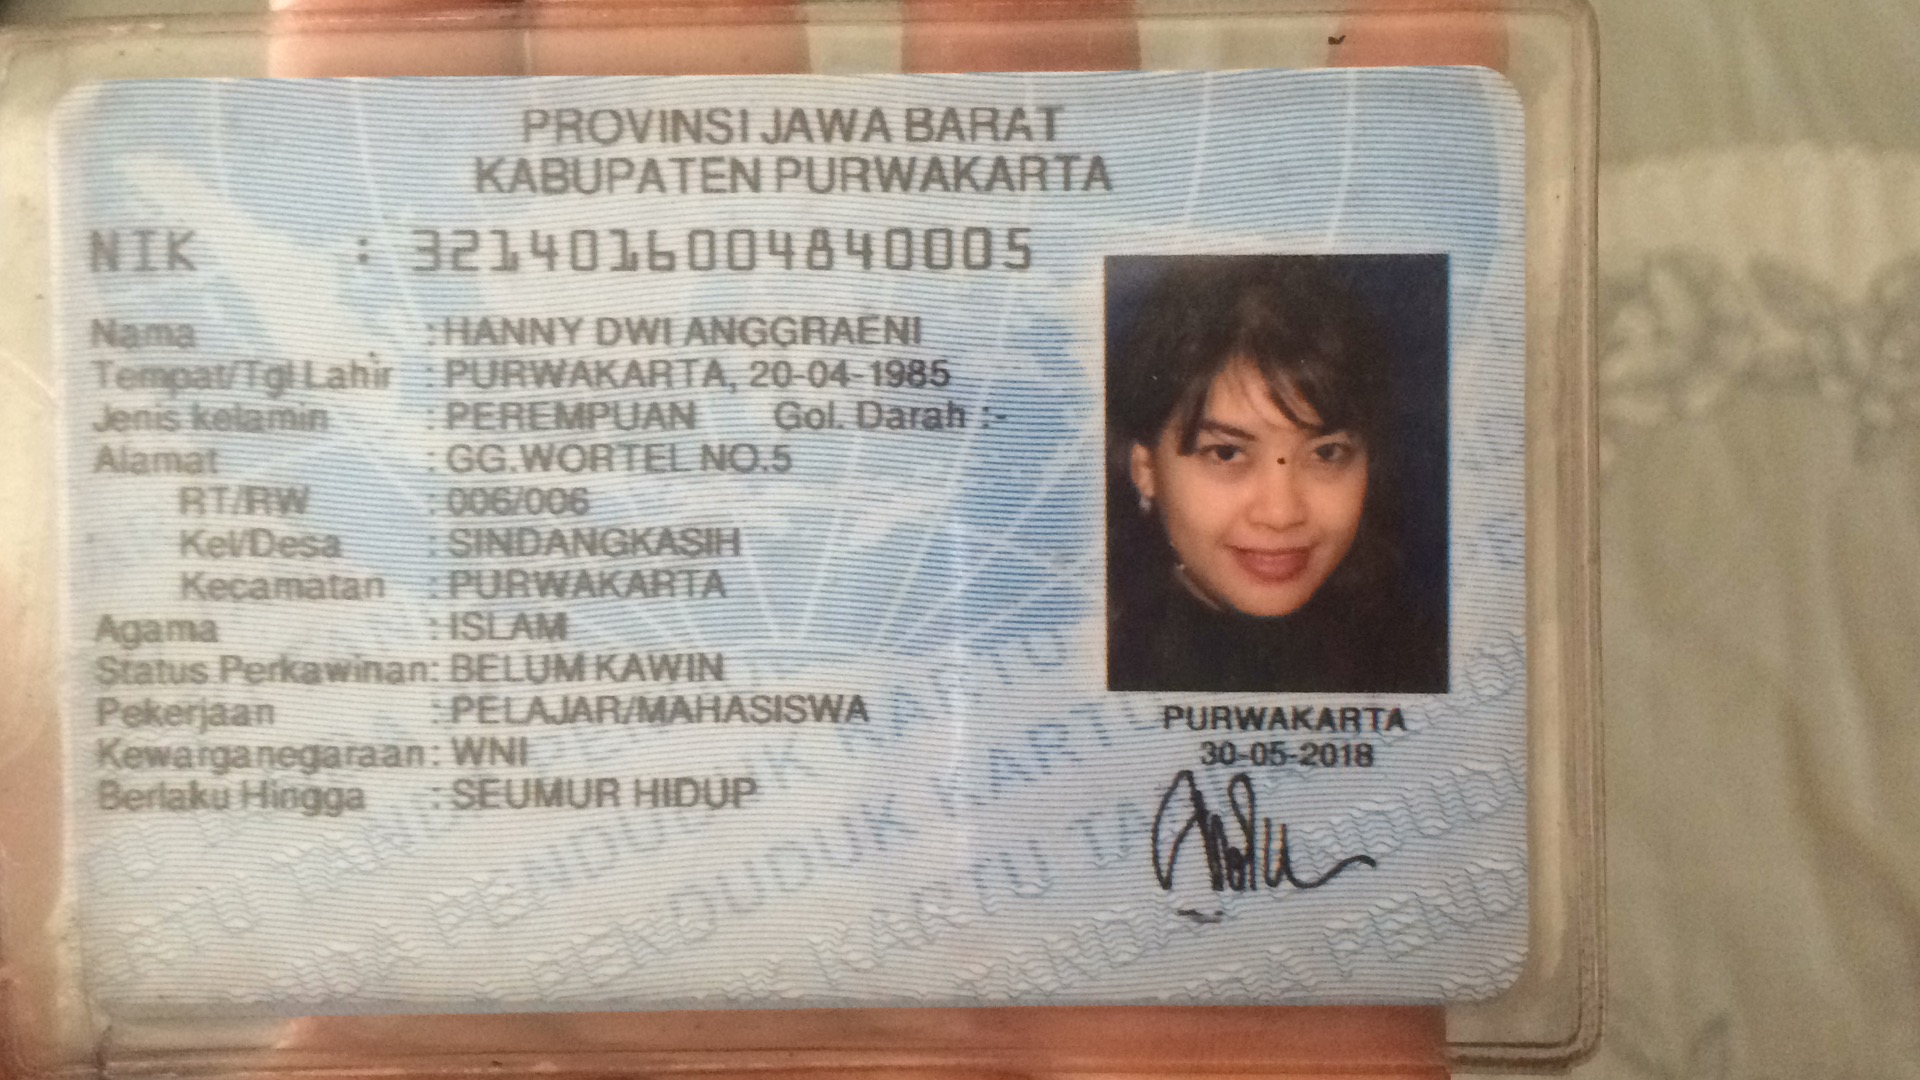 PROVINSI JAWA BARAT
KABUPATEN PURWAKARTA
NIK : 3214016004840005
Nama : HANNY DWI ANGGRAENI
Tempat/Tgl Lahir : PURWAKARTA, 20-04-1985
Jenis kelamin : PEREMPUAN Gol. Darah :-
Alamat : GG.WORTEL NO.5
RT/RW : 006/006
Kel/Desa : SINDANGKASIH
Kecamatan : PURWAKARTA
Agama : ISLAM
Status Perkawinan: BELUM KAWIN
Pekerjaan : PELAJAR/MAHASISWA
Kewarganegaraan: WNI
Berlaku Hingga : SEUMUR HIDUP
PURWAKARTA
30-05-2018